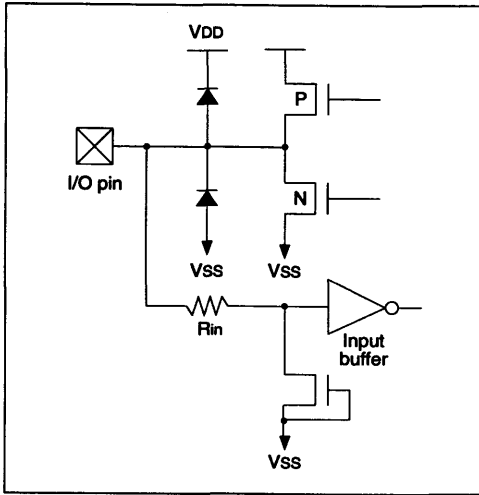 VDD
P
I/O pin
N
VSS
VSS
Rin
Input
buffer
VSS